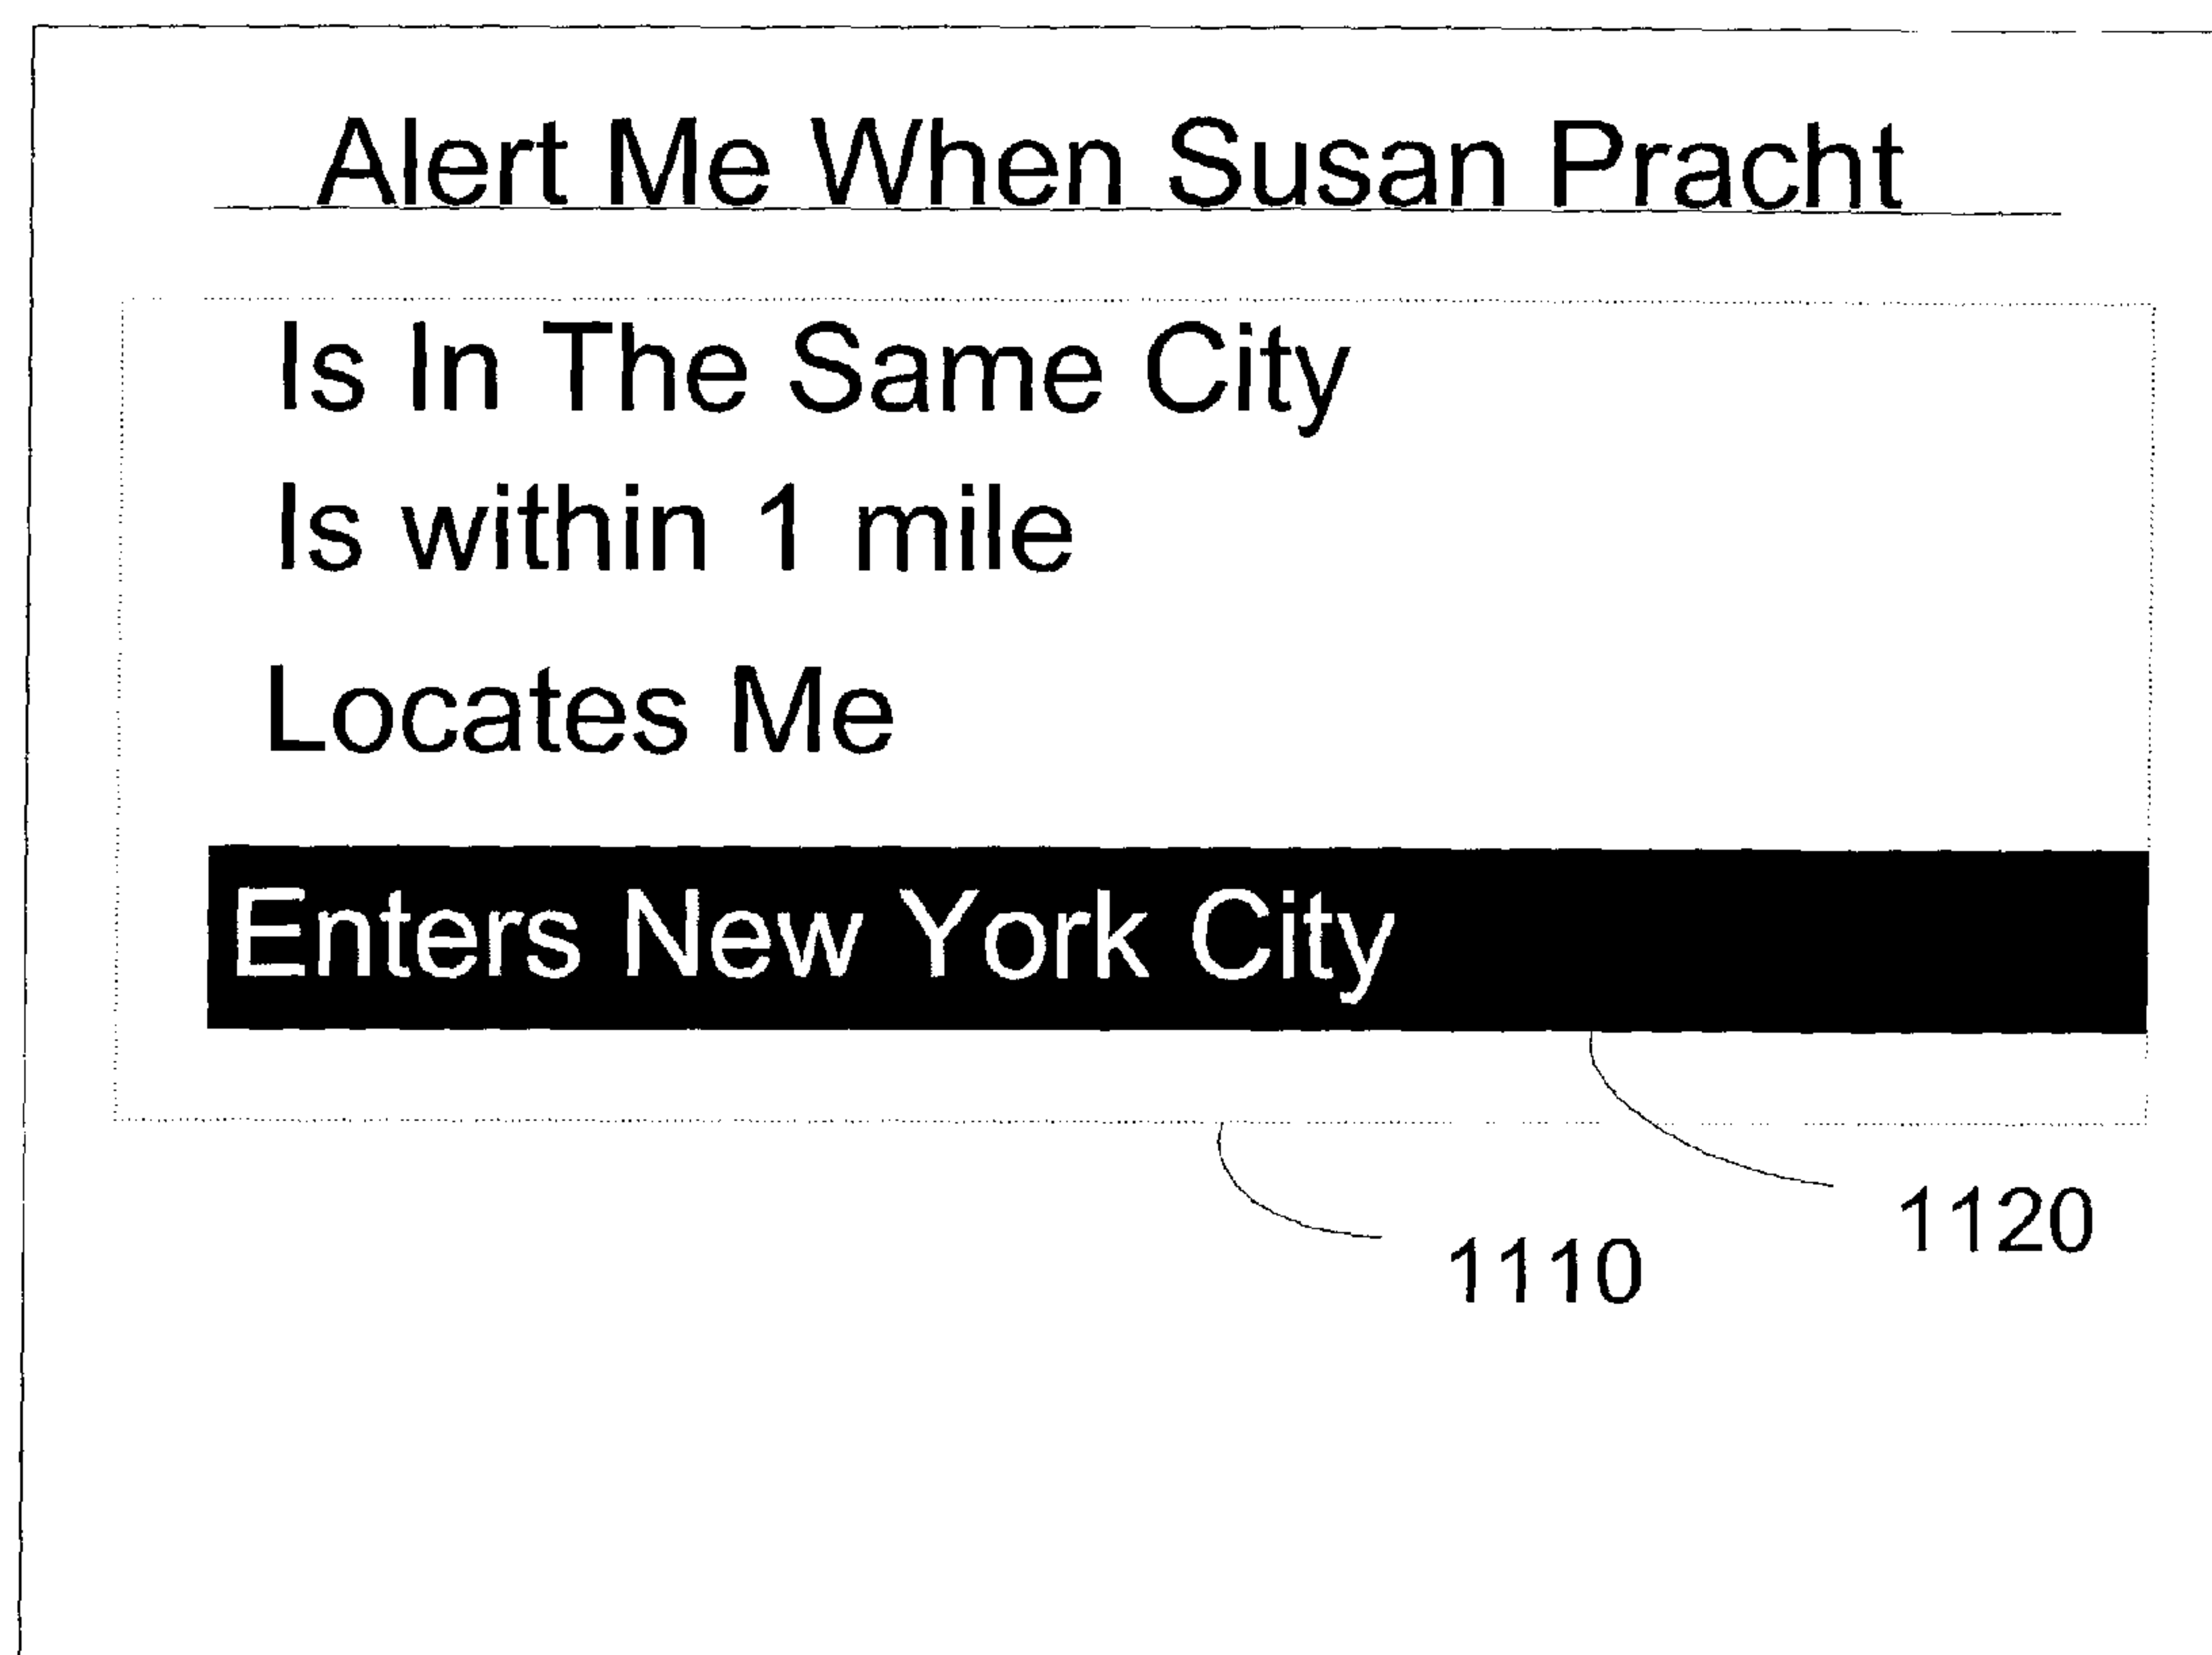 Alert Me When Susan Pracht
Is In The Same City
Is within 1 mile
Locates Me
Enters New York City
1120
1110